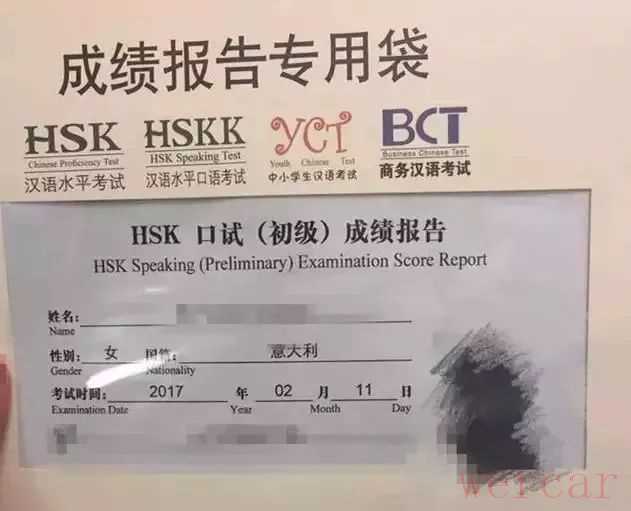 成绩报告专用袋
HSK HSKK YCT BCT
Chinese Proficiency Test HSK Speaking Test Youth Chinese Test Business Chinese Test
汉语水平考试 汉语水平口语考试 中小学生汉语考试 商务汉语考试
HSK 口试（初级）成绩报告
HSK Speaking (Preliminary) Examination Score Report
姓名：
Name
性别： 女 国籍： 意大利
Gender Nationality
考试时间： 2017 年 02 月 11 日
Examination Date Year Month Day
weicar